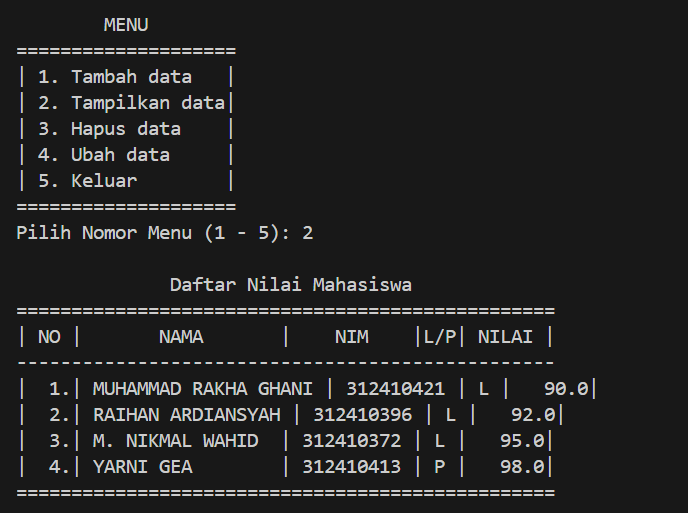 MENU
====================
| 1. Tambah data   |
| 2. Tampilkan data|
| 3. Hapus data    |
| 4. Ubah data     |
| 5. Keluar        |
====================
Pilih Nomor Menu (1 - 5): 2

              Daftar Nilai Mahasiswa
=================================================
| NO |       NAMA       |    NIM    |L/P| NILAI |
-------------------------------------------------
|  1.| MUHAMMAD RAKHA GHANI | 312410421 | L |   90.0|
|  2.| RAIHAN ARDIANSYAH | 312410396 | L |   92.0|
|  3.| M. NIKMAL WAHID  | 312410372 | L |   95.0|
|  4.| YARNI GEA        | 312410413 | P |   98.0|
=================================================